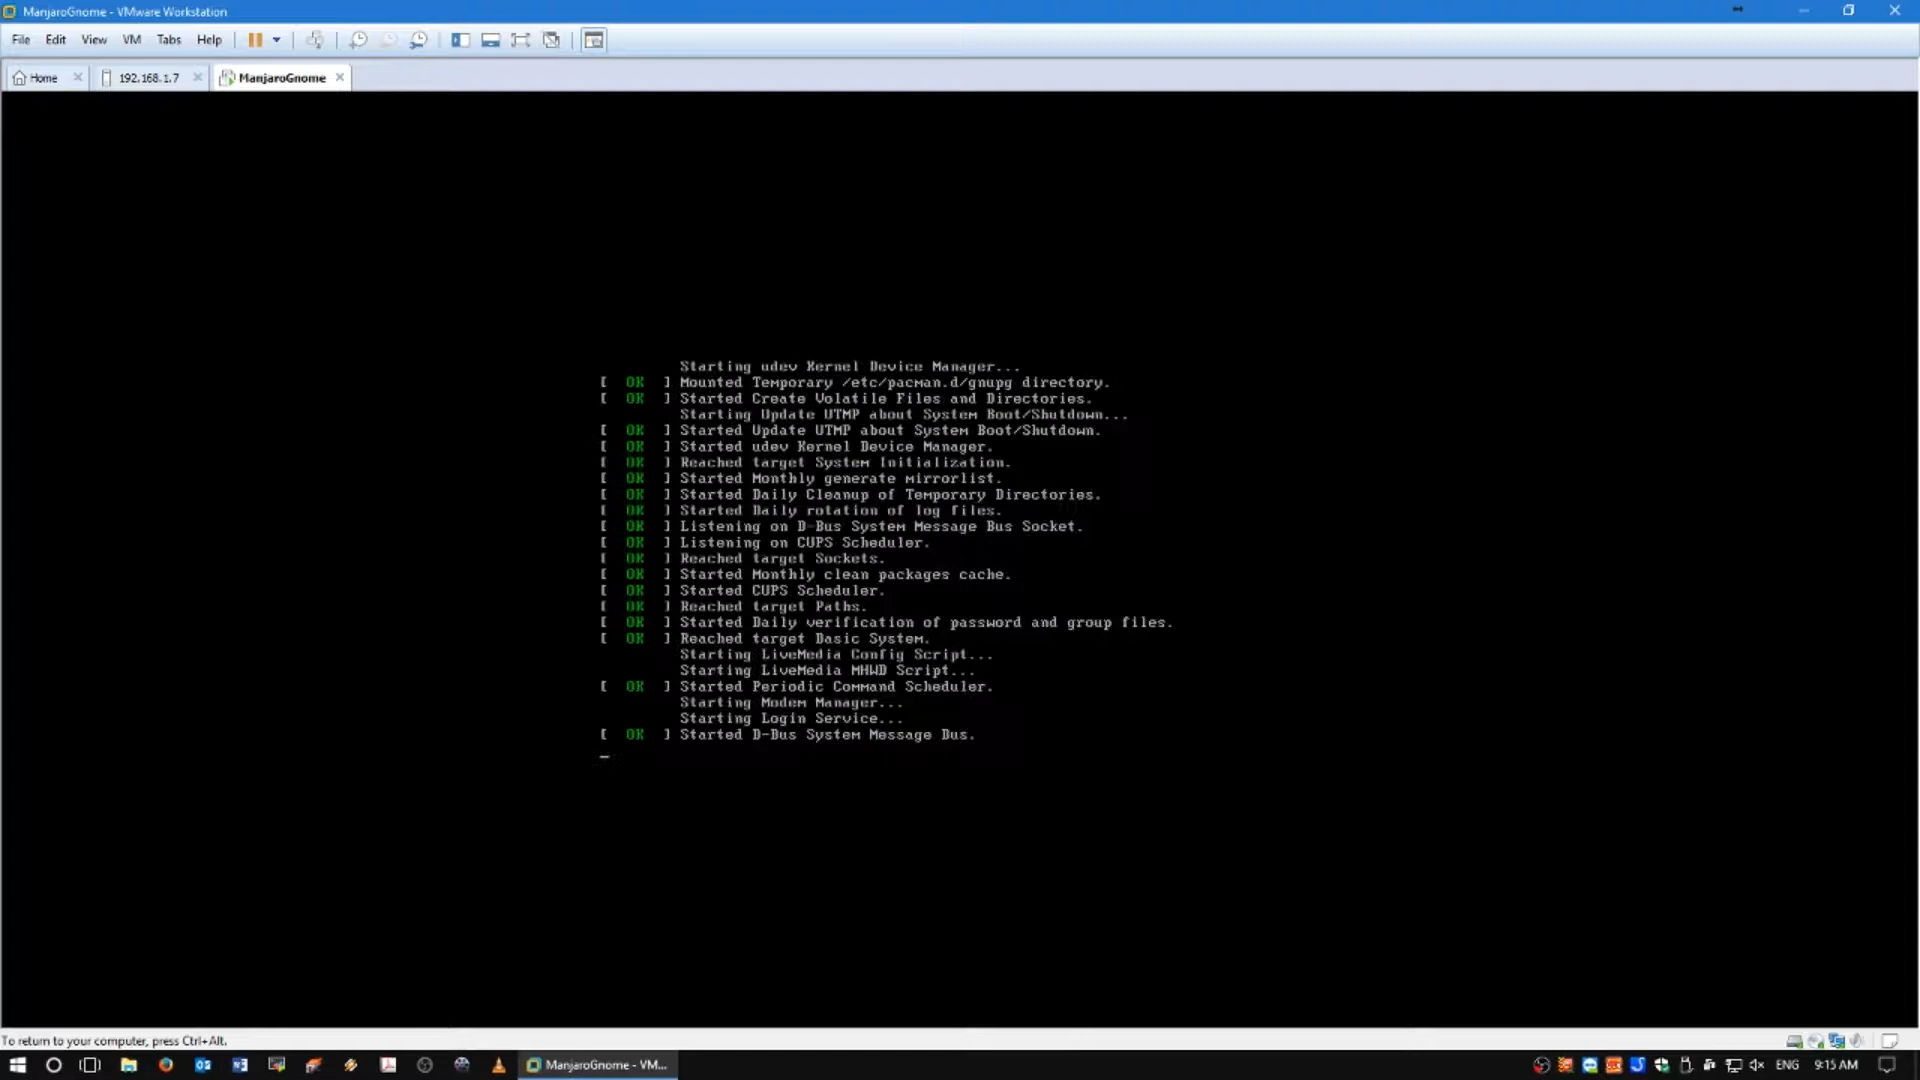 ManjaroGnome - VMware Workstation
File Edit View VM Tabs Help
Home 192.168.1.7 ManjaroGnome
Starting udev Kernel Device Manager...
[ OK ] Mounted Temporary /etc/pacman.d/gnupg directory.
[ OK ] Started Create Volatile Files and Directories.
Starting Update UTMP about System Boot/Shutdown...
[ OK ] Started Update UTMP about System Boot/Shutdown.
[ OK ] Started udev Kernel Device Manager.
[ OK ] Reached target System Initialization.
[ OK ] Started Monthly generate mirrorlist.
[ OK ] Started Daily Cleanup of Temporary Directories.
[ OK ] Started Daily rotation of log files.
[ OK ] Listening on D-Bus System Message Bus Socket.
[ OK ] Listening on CUPS Scheduler.
[ OK ] Reached target Sockets.
[ OK ] Started Monthly clean packages cache.
[ OK ] Started CUPS Scheduler.
[ OK ] Reached target Paths.
[ OK ] Started Daily verification of password and group files.
[ OK ] Reached target Basic System.
Starting LiveMedia Config Script...
Starting LiveMedia MHWD Script...
[ OK ] Started Periodic Command Scheduler.
Starting Modem Manager...
Starting Login Service...
[ OK ] Started D-Bus System Message Bus.
To return to your computer, press Ctrl+Alt.
ManjaroGnome - VM... ENG 9:15 AM